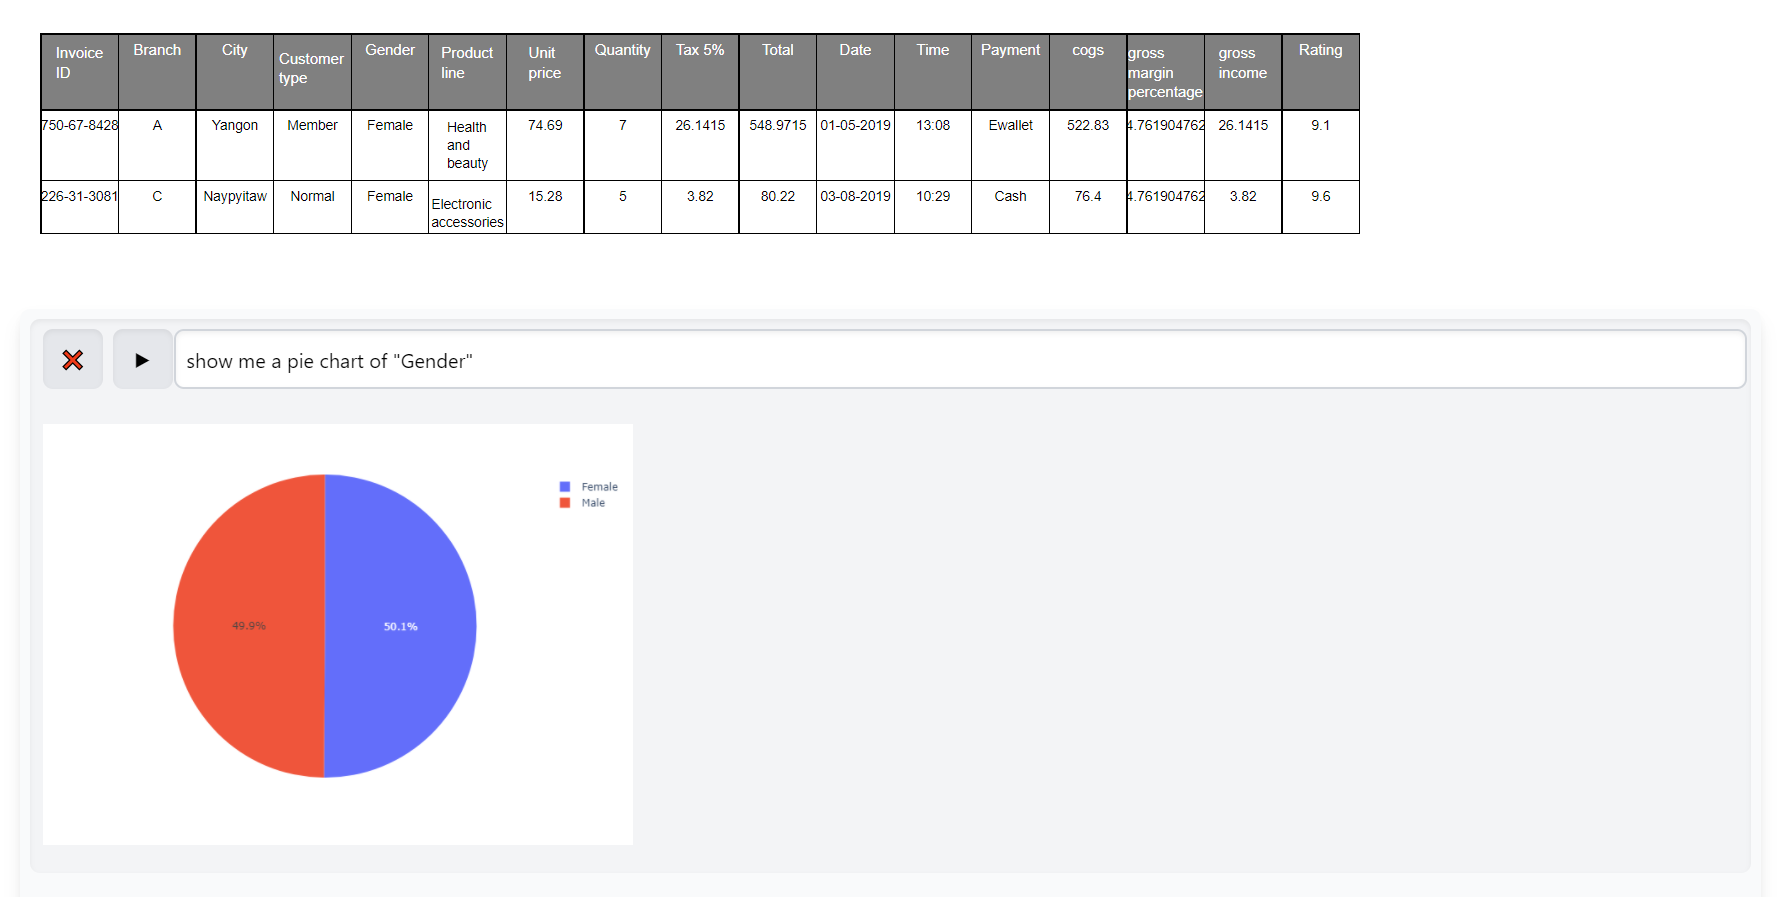 Invoice ID Branch City Customer type Gender Product line Unit price Quantity Tax 5% Total Date Time Payment cogs gross margin percentage gross income Rating
750-67-8428 A Yangon Member Female Health and beauty 74.69 7 26.1415 548.9715 01-05-2019 13:08 Ewallet 522.83 4.761904762 26.1415 9.1
226-31-3081 C Naypyitaw Normal Female Electronic accessories 15.28 5 3.82 80.22 03-08-2019 10:29 Cash 76.4 4.761904762 3.82 9.6
show me a pie chart of "Gender"
Female
Male
49.9% 50.1%